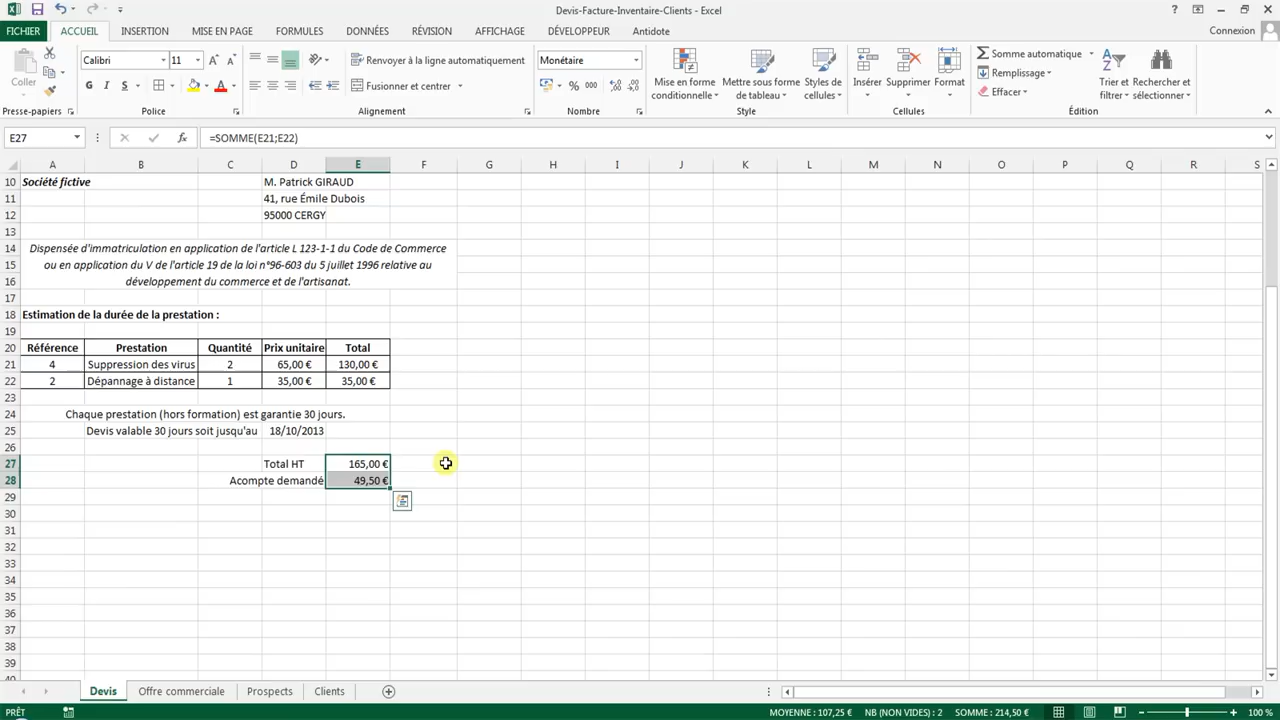 Devis-Facture-Inventaire-Clients - Excel
FICHIER ACCUEIL INSERTION MISE EN PAGE FORMULES DONNÉES RÉVISION AFFICHAGE DÉVELOPPEUR Antidote Connexion
Coller
Calibri 11
G I S
Renvoyer à la ligne automatiquement
Fusionner et centrer
Monétaire
% 000
Mise en forme conditionnelle
Mettre sous forme de tableau
Styles de cellules
Insérer Supprimer Format
Somme automatique
Remplissage
Effacer
Trier et filtrer
Rechercher et sélectionner
Presse-papiers Police Alignement Nombre Style Cellules Édition
E27 fx =SOMME(E21;E22)
A B C D E F G H I J K L M N O P Q R S
10 Société fictive M. Patrick GIRAUD
11 41, rue Émile Dubois
12 95000 CERGY
13
14 Dispensée d'immatriculation en application de l'article L 123-1-1 du Code de Commerce
15 ou en application du V de l'article 19 de la loi n°96-603 du 5 juillet 1996 relative au
16 développement du commerce et de l'artisanat.
17
18 Estimation de la durée de la prestation :
19
20 Référence Prestation Quantité Prix unitaire Total
21 4 Suppression des virus 2 65,00 € 130,00 €
22 2 Dépannage à distance 1 35,00 € 35,00 €
23
24 Chaque prestation (hors formation) est garantie 30 jours.
25 Devis valable 30 jours soit jusqu'au 18/10/2013
26
27 Total HT 165,00 €
28 Acompte demandé 49,50 €
29
30
31
32
33
34
35
36
37
38
39
40
Devis Offre commerciale Prospects Clients
PRÊT MOYENNE : 107,25 € NB (NON VIDES) : 2 SOMME : 214,50 € 100 %